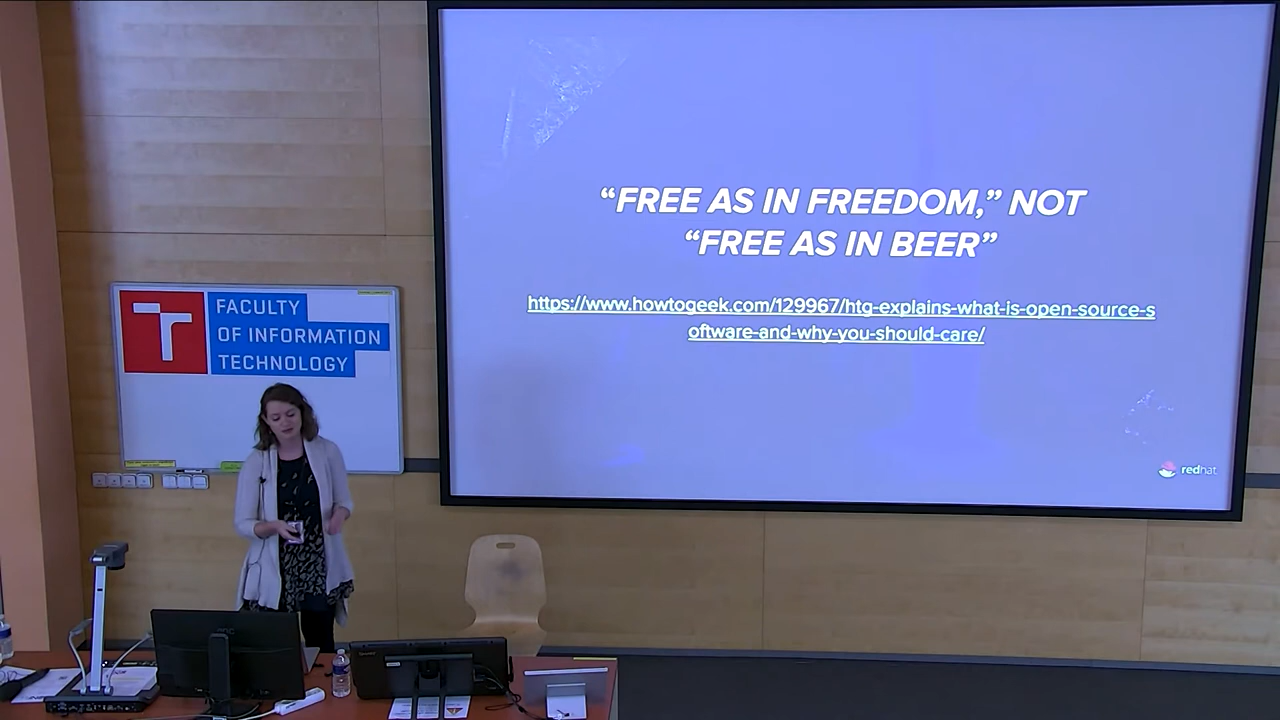 “FREE AS IN FREEDOM,” NOT
“FREE AS IN BEER”
https://www.howtogeek.com/129967/htg-explains-what-is-open-source-s
oftware-and-why-you-should-care/
redhat
FACULTY
OF INFORMATION
TECHNOLOGY